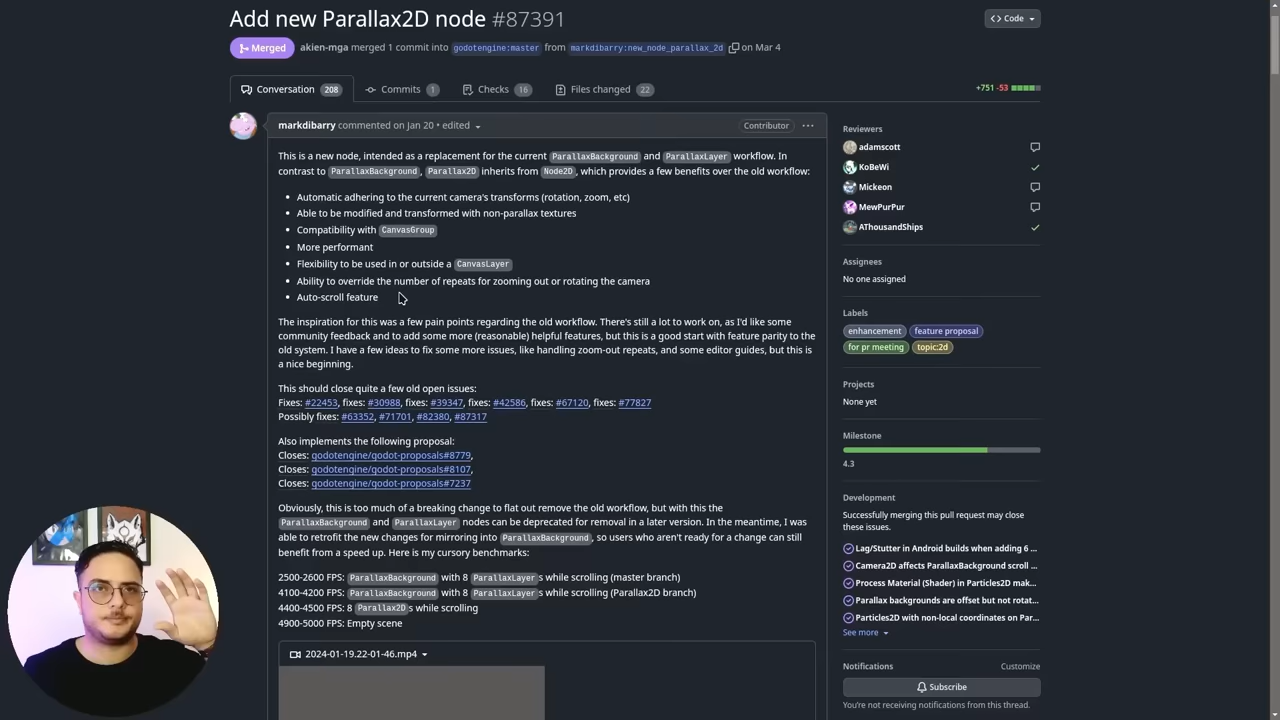 Add new Parallax2D node #87391
<> Code
Merged akien-mga merged 1 commit into godotengine:master from markdibarry:new_node_parallax_2d on Mar 4
Conversation 208 Commits 1 Checks 16 Files changed 22 +751 -53
markdibarry commented on Jan 20 • edited Contributor
This is a new node, intended as a replacement for the current ParallaxBackground and ParallaxLayer workflow. In
contrast to ParallaxBackground, Parallax2D inherits from Node2D, which provides a few benefits over the old workflow:
• Automatic adhering to the current camera's transforms (rotation, zoom, etc)
• Able to be modified and transformed with non-parallax textures
• Compatibility with CanvasGroup
• More performant
• Flexibility to be used in or outside a CanvasLayer
• Ability to override the number of repeats for zooming out or rotating the camera
• Auto-scroll feature
The inspiration for this was a few pain points regarding the old workflow. There's still a lot to work on, as I'd like some
community feedback and to add some more (reasonable) helpful features, but this is a good start with feature parity to the
old system. I have a few ideas to fix some more issues, like handling zoom-out repeats, and some editor guides, but this is
a nice beginning.
This should close quite a few old open issues:
Fixes: #22453, fixes: #30988, fixes: #39347, fixes: #42586, fixes: #67120, fixes: #77827
Possibly fixes: #63352, #71701, #82380, #87317
Also implements the following proposal:
Closes: godotengine/godot-proposals#8779,
Closes: godotengine/godot-proposals#8107,
Closes: godotengine/godot-proposals#7237
Obviously, this is too much of a breaking change to flat out remove the old workflow, but with this the
ParallaxBackground and ParallaxLayer nodes can be deprecated for removal in a later version. In the meantime, I was
able to retrofit the new changes for mirroring into ParallaxBackground, so users who aren't ready for a change can still
benefit from a speed up. Here is my cursory benchmarks:
2500-2600 FPS: ParallaxBackground with 8 ParallaxLayers while scrolling (master branch)
4100-4200 FPS: ParallaxBackground with 8 ParallaxLayers while scrolling (Parallax2D branch)
4400-4500 FPS: 8 Parallax2Ds while scrolling
4900-5000 FPS: Empty scene
2024-01-19.22-01-46.mp4
Reviewers
adamscott
KoBeWi
Mickeon
MewPurPur
AThousandShips
Assignees
No one assigned
Labels
enhancement feature proposal
for pr meeting topic:2d
Projects
None yet
Milestone
4.3
Development
Successfully merging this pull request may close
these issues.
Lag/Stutter in Android builds when adding 6 ...
Camera2D affects ParallaxBackground scroll ...
Process Material (Shader) in Particles2D mak...
Parallax backgrounds are offset but not rotat...
Particles2D with non-local coordinates on Par...
See more
Notifications Customize
Subscribe
You're not receiving notifications from this thread.